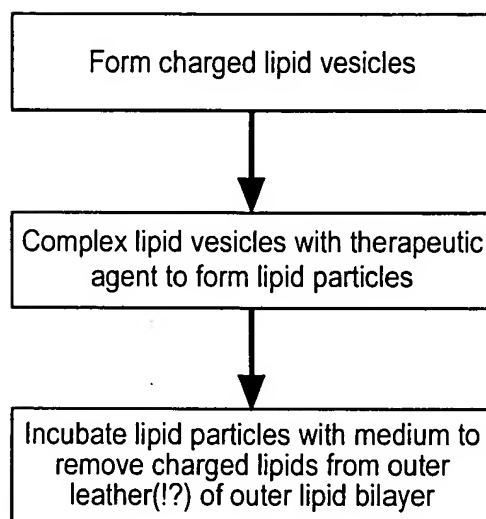 Form charged lipid vesicles
Complex lipid vesicles with therapeutic
agent to form lipid particles
Incubate lipid particles with medium to
remove charged lipids from outer
leather(!?) of outer lipid bilayer